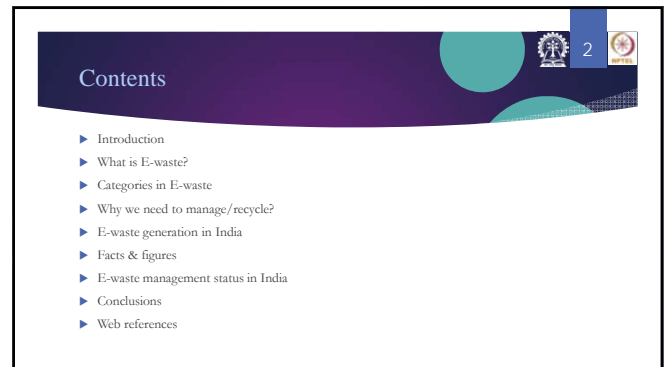 2
NPTEL
Contents
Introduction
What is E-waste?
Categories in E-waste
Why we need to manage/recycle?
E-waste generation in India
Facts & figures
E-waste management status in India
Conclusions
Web references